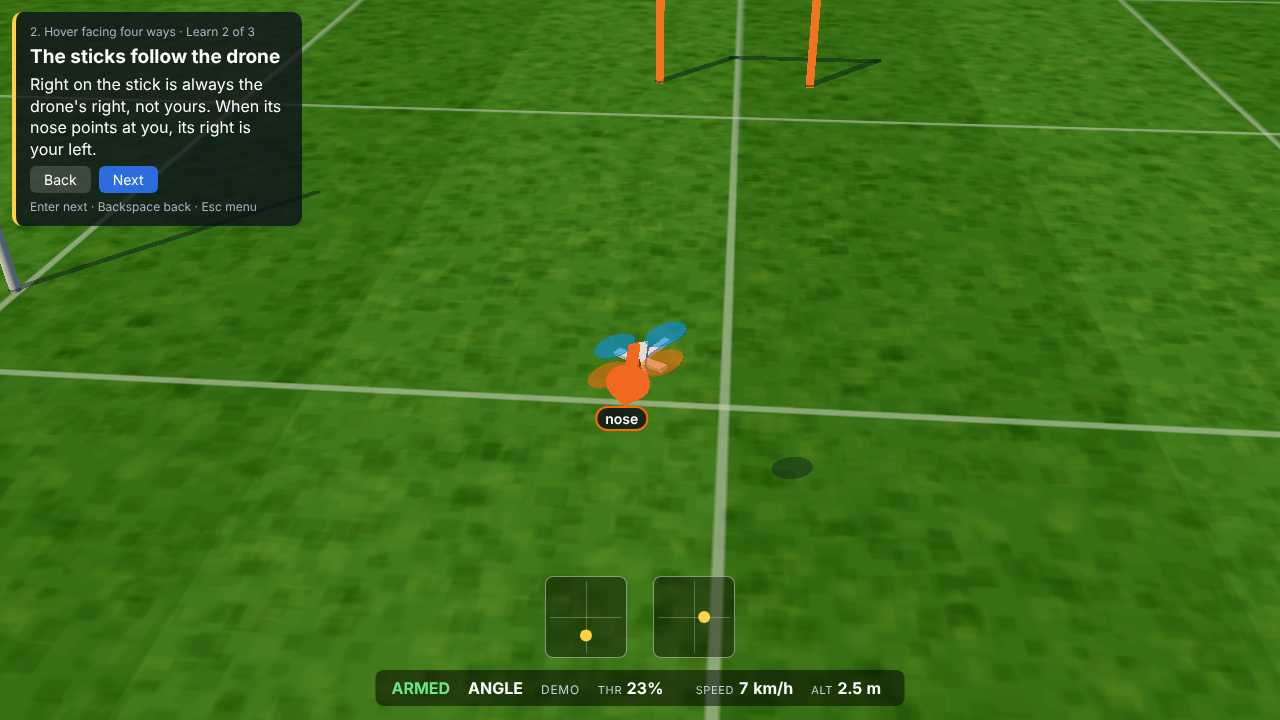 2. Hover facing four ways · Learn 2 of 3
The sticks follow the drone
Right on the stick is always the
drone's right, not yours. When its
nose points at you, its right is
your left.
Back Next
Enter next · Backspace back · Esc menu
nose
ARMED ANGLE DEMO THR 23% SPEED 7 km/h ALT 2.5 m